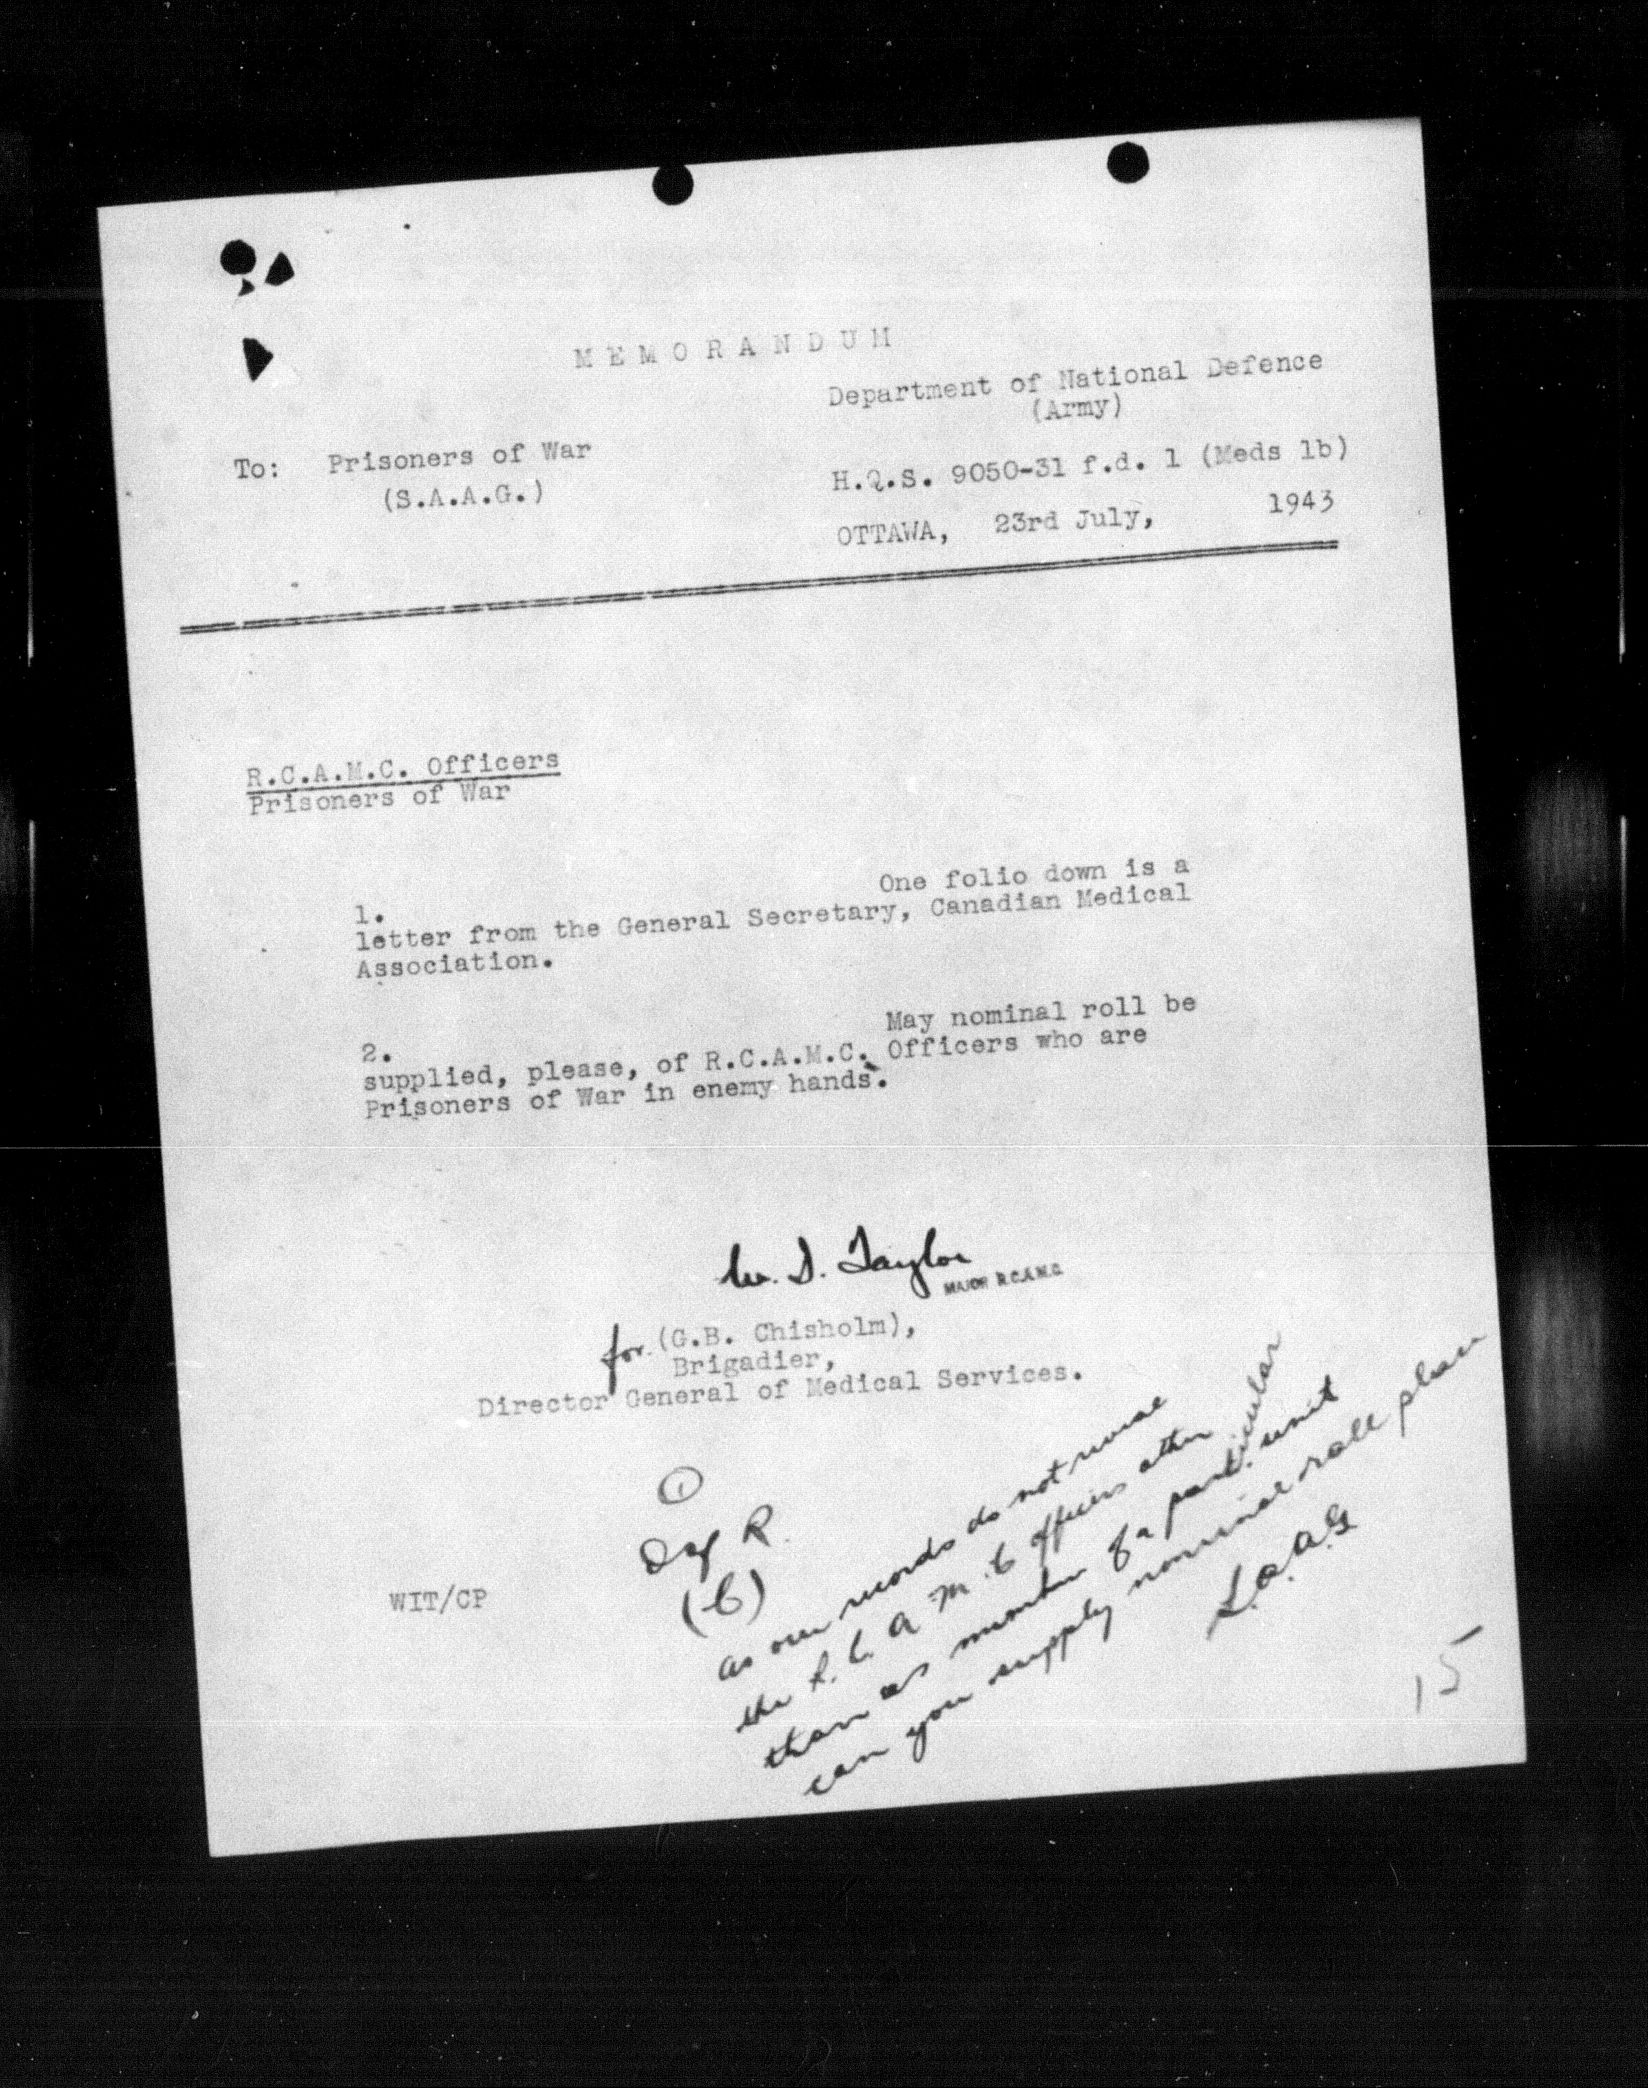 MEMORANDUM
Department of National Defence
(Army)
To: Prisoners of War
(S.A.A.G.)
H.Q.S. 9050-31 f.d. 1 (Meds 1b)
OTTAWA, 23rd July, 1943
R.C.A.M.C. Officers
Prisoners of War
One folio down is a
1.
letter from the General Secretary, Canadian Medical
Association.
May nominal roll be
2.
supplied, please, of R.C.A.M.C. Officers who are
Prisoners of War in enemy hands.
W. I. Taylor
MAJOR R.C.A.M.C.
for (G.B. Chisholm),
Brigadier,
Director General of Medical Services.
1
D of R.
(b)
as our records do not
the R.C.A.M.C officers other
than as member of a particular unit
can you supply nominal roll please
S.A.A.G
WIT/CP
15